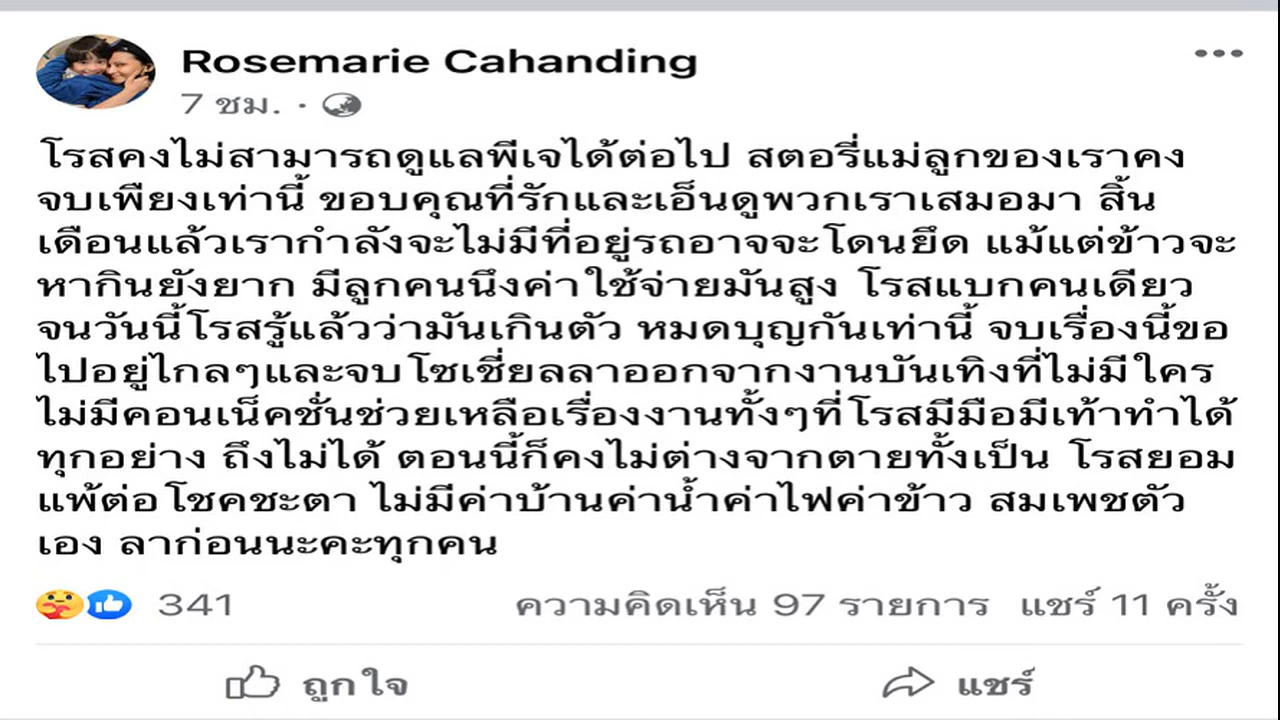 Rosemarie Cahanding
7 ชม. ·
โรสคงไม่สามารถดูแลพีเจได้ต่อไป สตอรี่แม่ลูกของเราคง
จบเพียงเท่านี้ ขอบคุณที่รักและเอ็นดูพวกเราเสมอมา สิ้น
เดือนแล้วเรากำลังจะไม่มีที่อยู่รถอาจจะโดนยึด แม้แต่ข้าวจะ
หากินยังยาก มีลูกคนนึงค่าใช้จ่ายมันสูง โรสแบกคนเดียว
จนวันนี้โรสรู้แล้วว่ามันเกินตัว หมดบุญกันเท่านี้ จบเรื่องนี้ขอ
ไปอยู่ไกลๆและจบโซเชี่ยลลาออกจากงานบันเทิงที่ไม่มีใคร
ไม่มีคอนเน็คชั่นช่วยเหลือเรื่องงานทั้งๆที่โรสมีมือมีเท้าทำได้
ทุกอย่าง ถึงไม่ได้ ตอนนี้ก็คงไม่ต่างจากตายทั้งเป็น โรสยอม
แพ้ต่อโชคชะตา ไม่มีค่าบ้านค่าน้ำค่าไฟค่าข้าว สมเพชตัว
เอง ลาก่อนนะคะทุกคน
341 ความคิดเห็น 97 รายการ แชร์ 11 ครั้ง
ถูกใจ แชร์